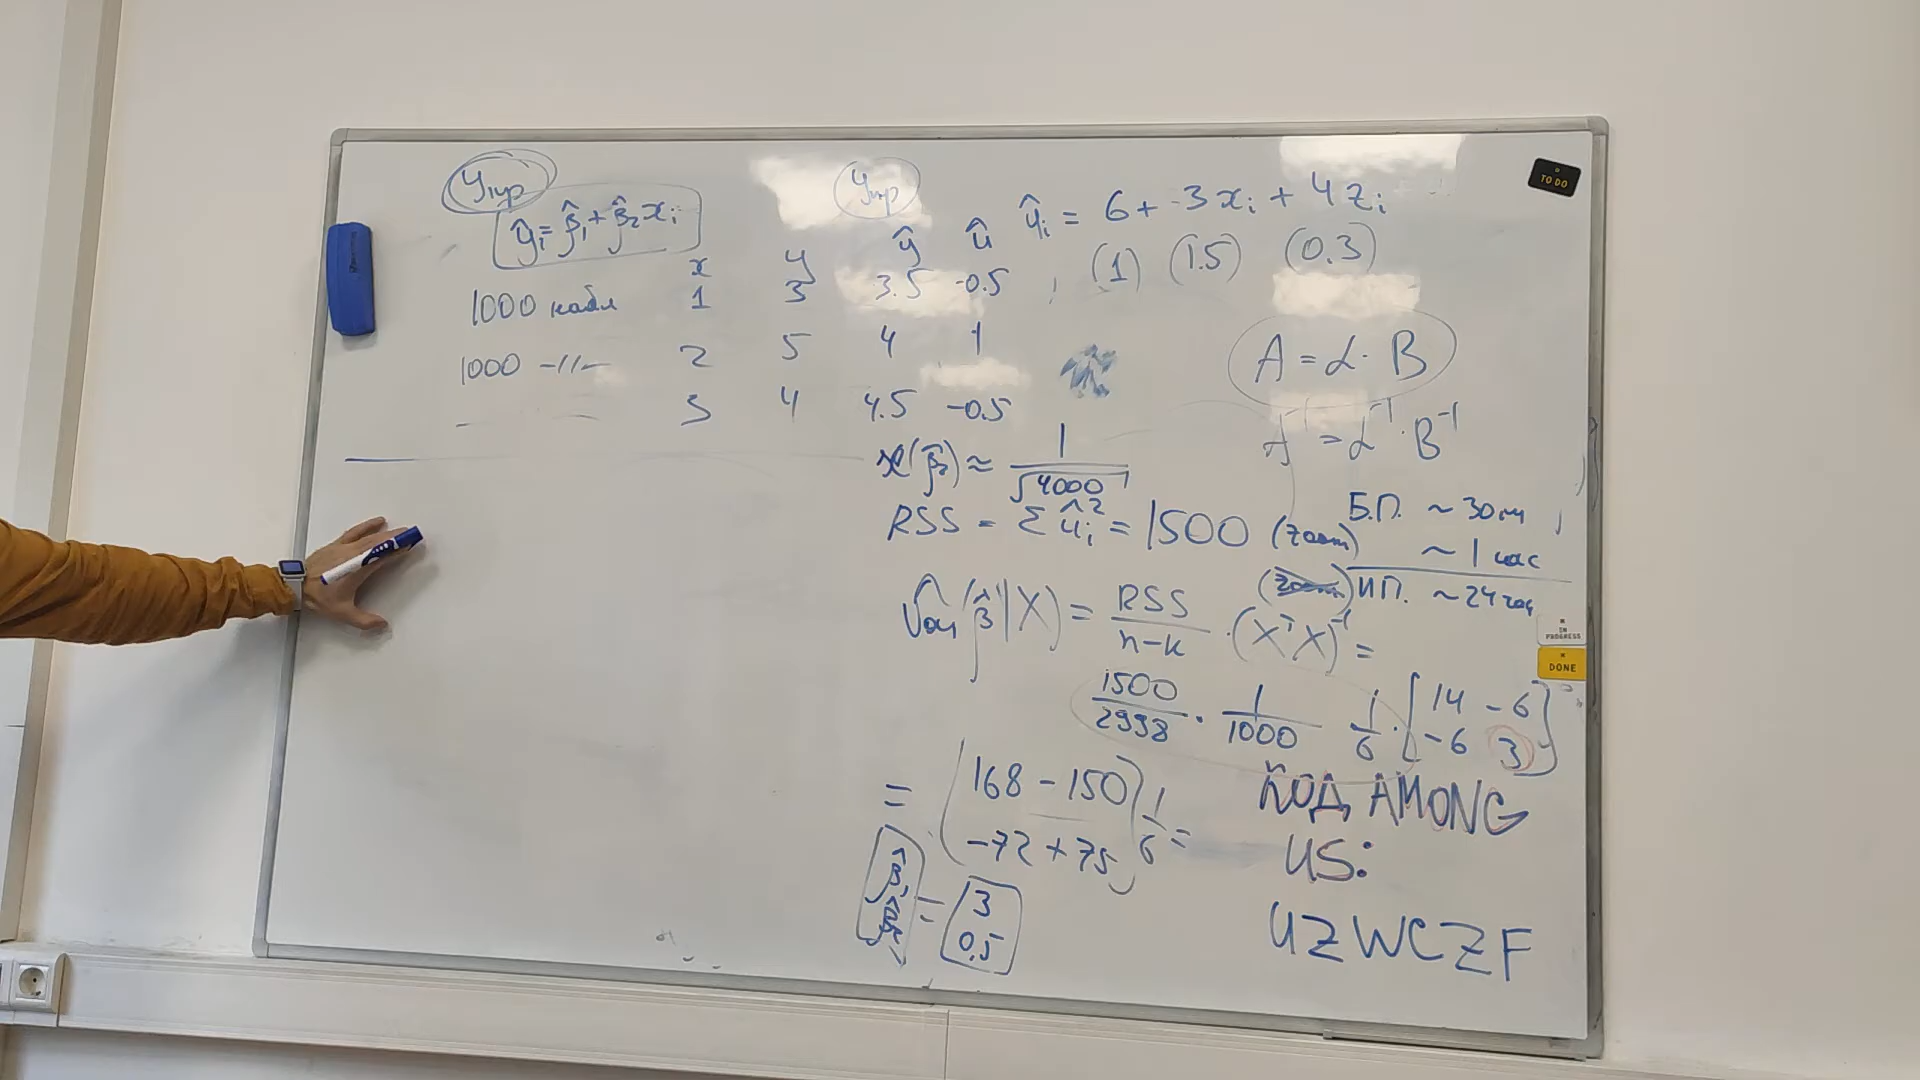 Упр
ŷᵢ = β̂₁ + β̂₂xᵢ
x y ŷ û
1000 набл 1 3 3.5 -0.5
1000 -//- 2 5 4 1
3 4 4.5 -0.5
se(β̂₂) ≈ 1/√4000
RSS = Σûᵢ² = 1500
Var(β̂|X) = RSS/(n-k) · (XᵀX)⁻¹ =
1500/2998 · 1/1000 1/6 · [14 -6
-6 3]
= (168 - 150
-72 + 75) 1/6 =
(β̂₁
β̂₂) = (3
0.5)
Упр
ŷᵢ = 6 + -3xᵢ + 4zᵢ
(1) (1.5) (0.3)
A = α · B
A⁻¹ = α⁻¹ · B⁻¹
Б.П. ~ 30 м
(zoom) ~ 1 час
(zoom) И.П. ~ 24 час
КОД AMONG
US:
UZWCZF
TO DO
IN PROGRESS
DONE